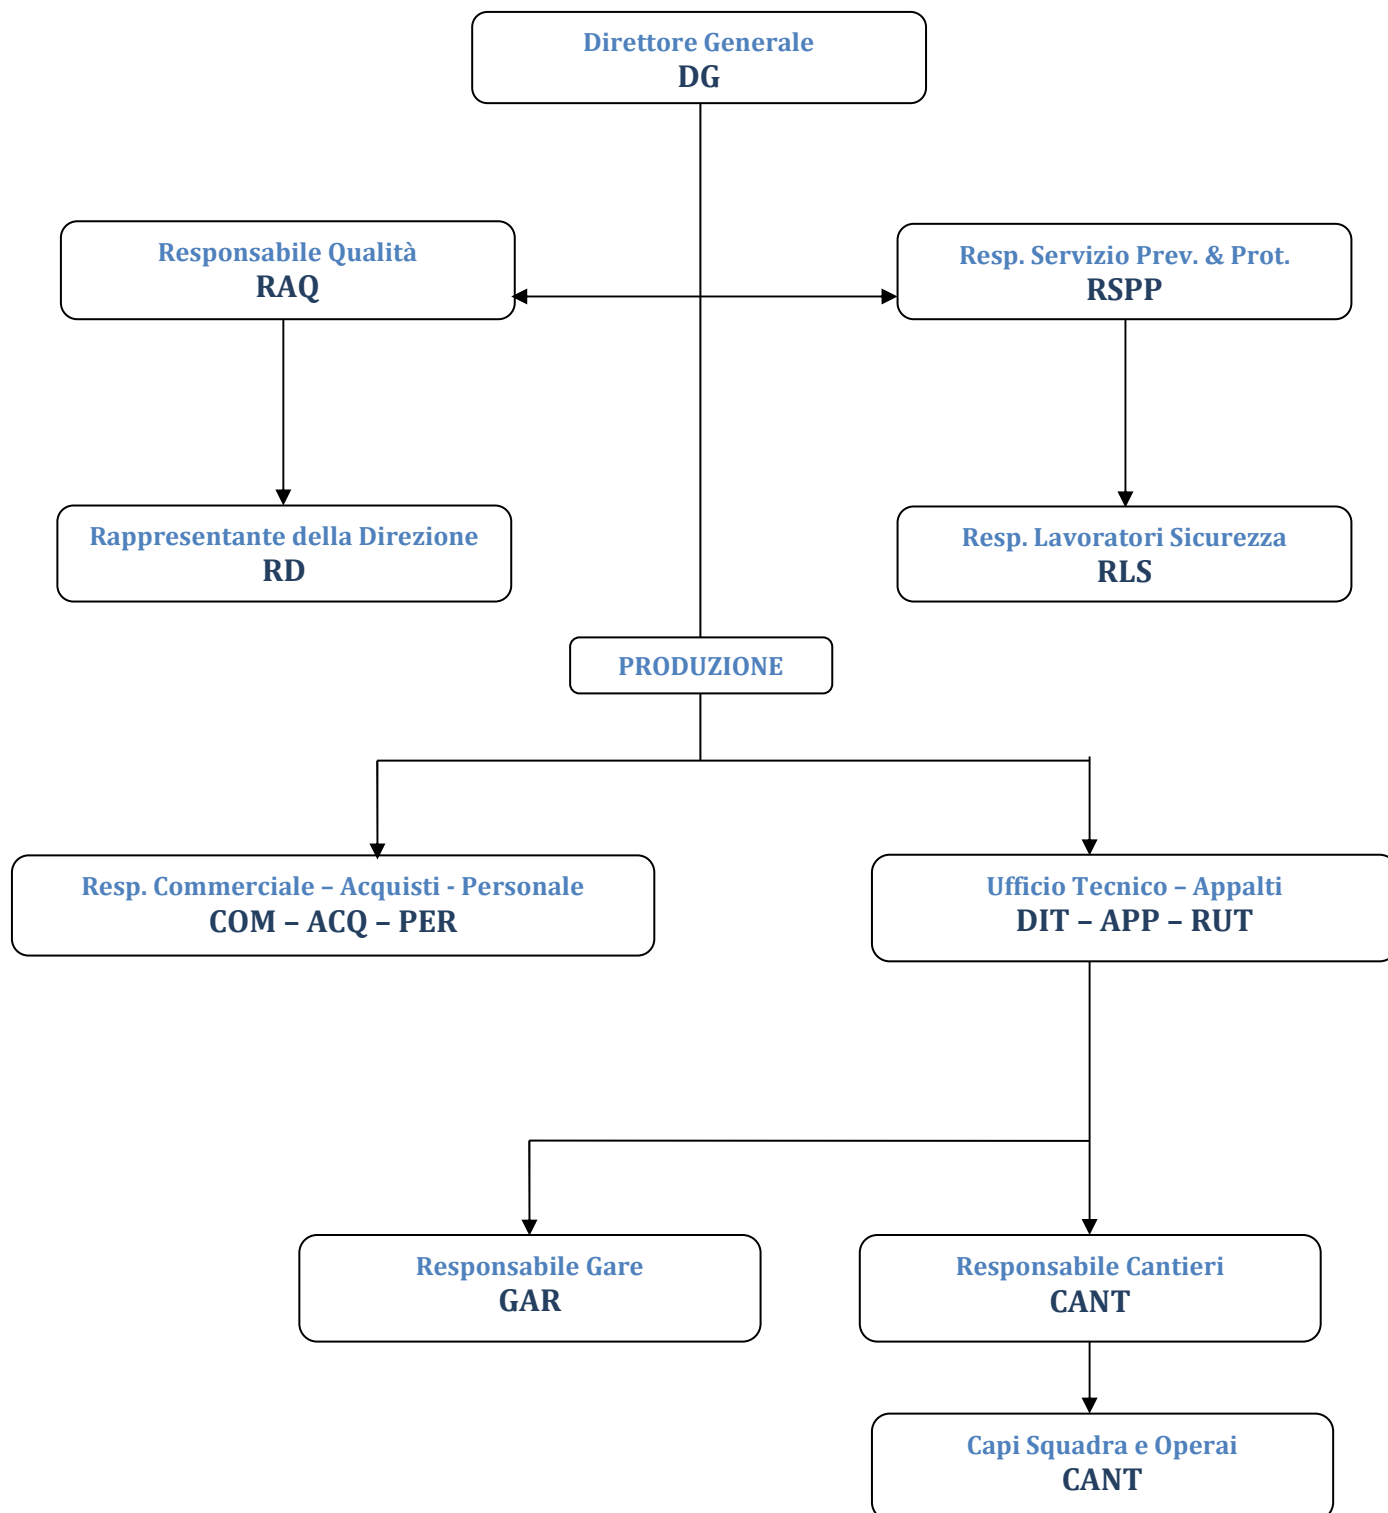 Direttore Generale
DG
Responsabile Qualità
RAQ
Resp. Servizio Prev. & Prot.
RSPP
Rappresentante della Direzione
RD
Resp. Lavoratori Sicurezza
RLS
PRODUZIONE
Resp. Commerciale – Acquisti - Personale
COM – ACQ – PER
Ufficio Tecnico – Appalti
DIT – APP – RUT
Responsabile Gare
GAR
Responsabile Cantieri
CANT
Capi Squadra e Operai
CANT